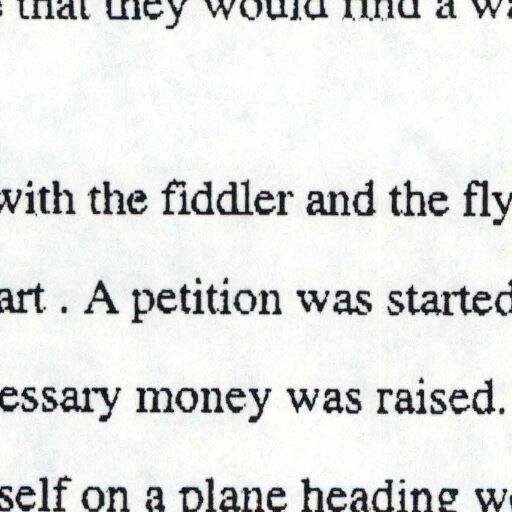 that they would find a
with the fiddler and the fly
art . A petition was started
essary money was raised.
self on a plane heading